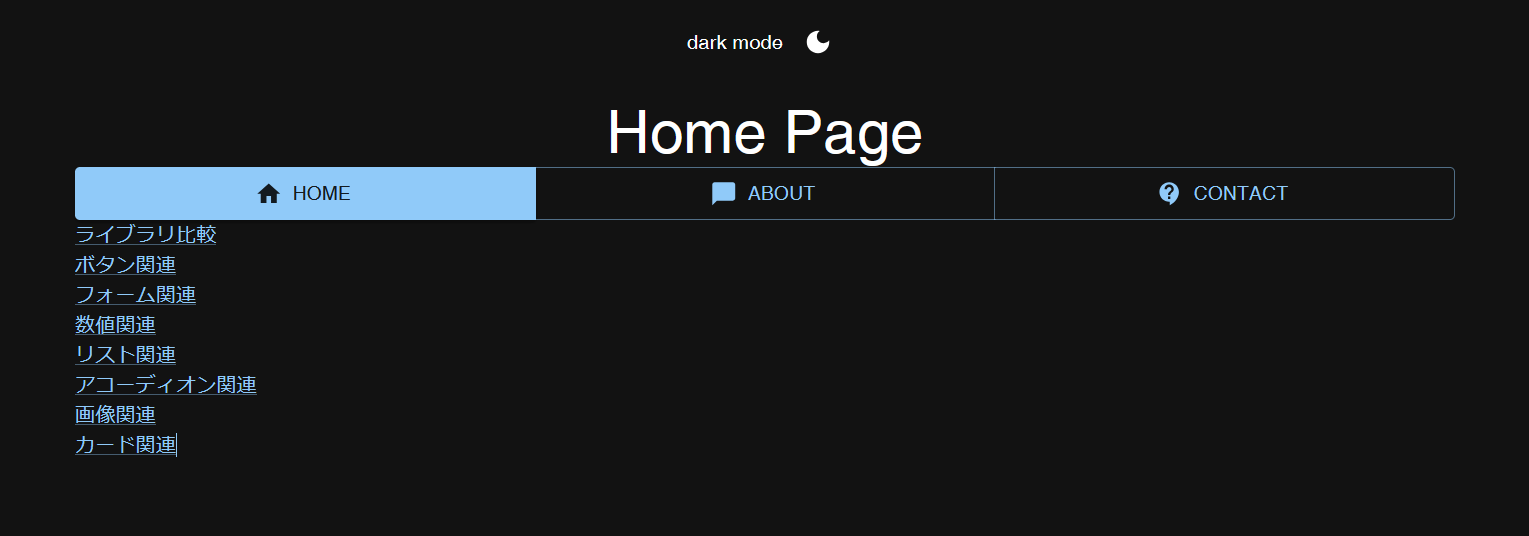 dark mode
Home Page
HOME ABOUT CONTACT
ライブラリ比較
ボタン関連
フォーム関連
数値関連
リスト関連
アコーディオン関連
画像関連
カード関連